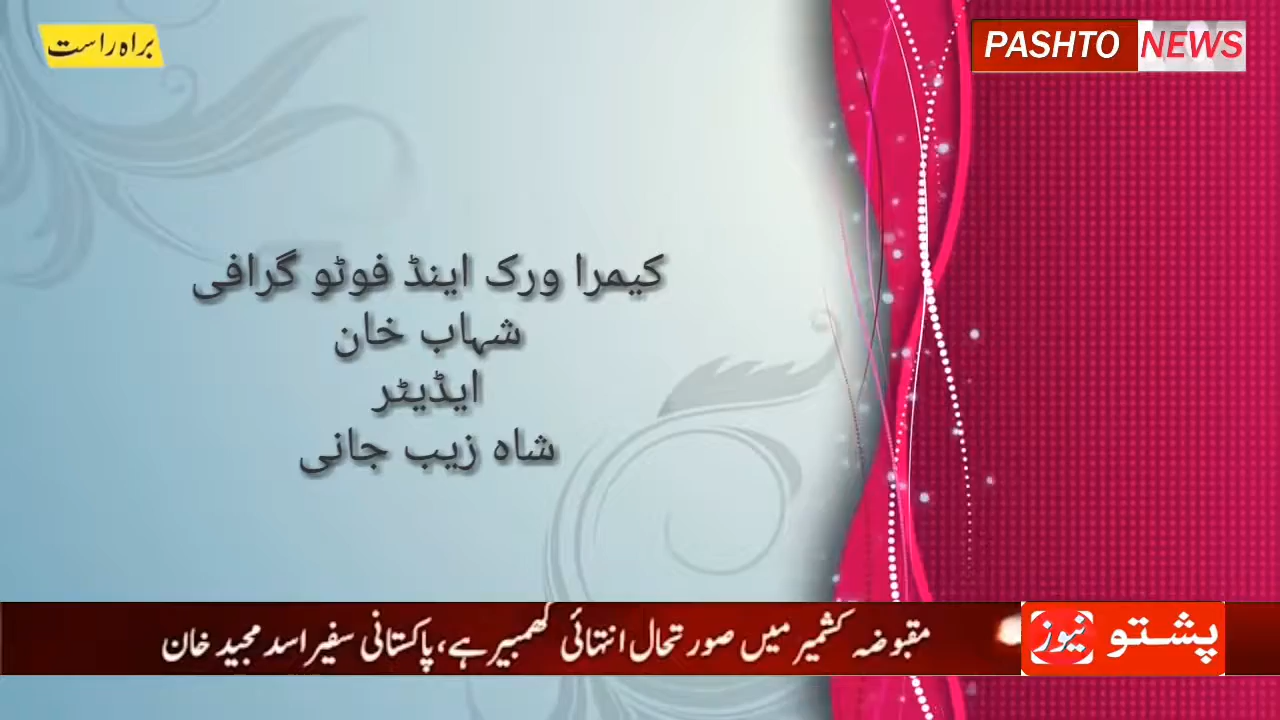 براہ راست
PASHTO NEWS
کیمرا ورک اینڈ فوٹو گرافی
شہاب خان
ایڈیٹر
شاہ زیب جانی
مقبوضہ کشمیر میں صورتحال انتہائی گھمبیر ہے، پاکستانی سفیر اسد مجید خان
پشتو نیوز